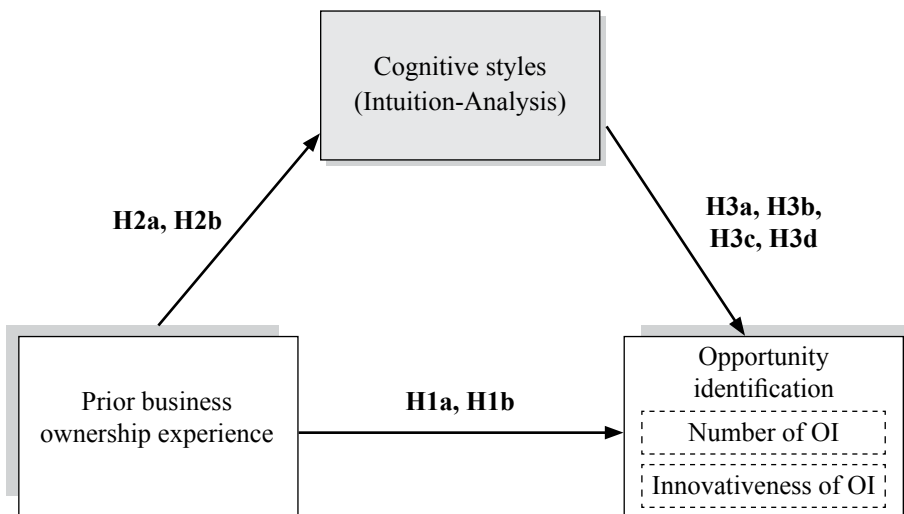 Cognitive styles
(Intuition-Analysis)
H2a, H2b
H3a, H3b,
H3c, H3d
Prior business
ownership experience
H1a, H1b
Opportunity
identification
Number of OI
Innovativeness of OI